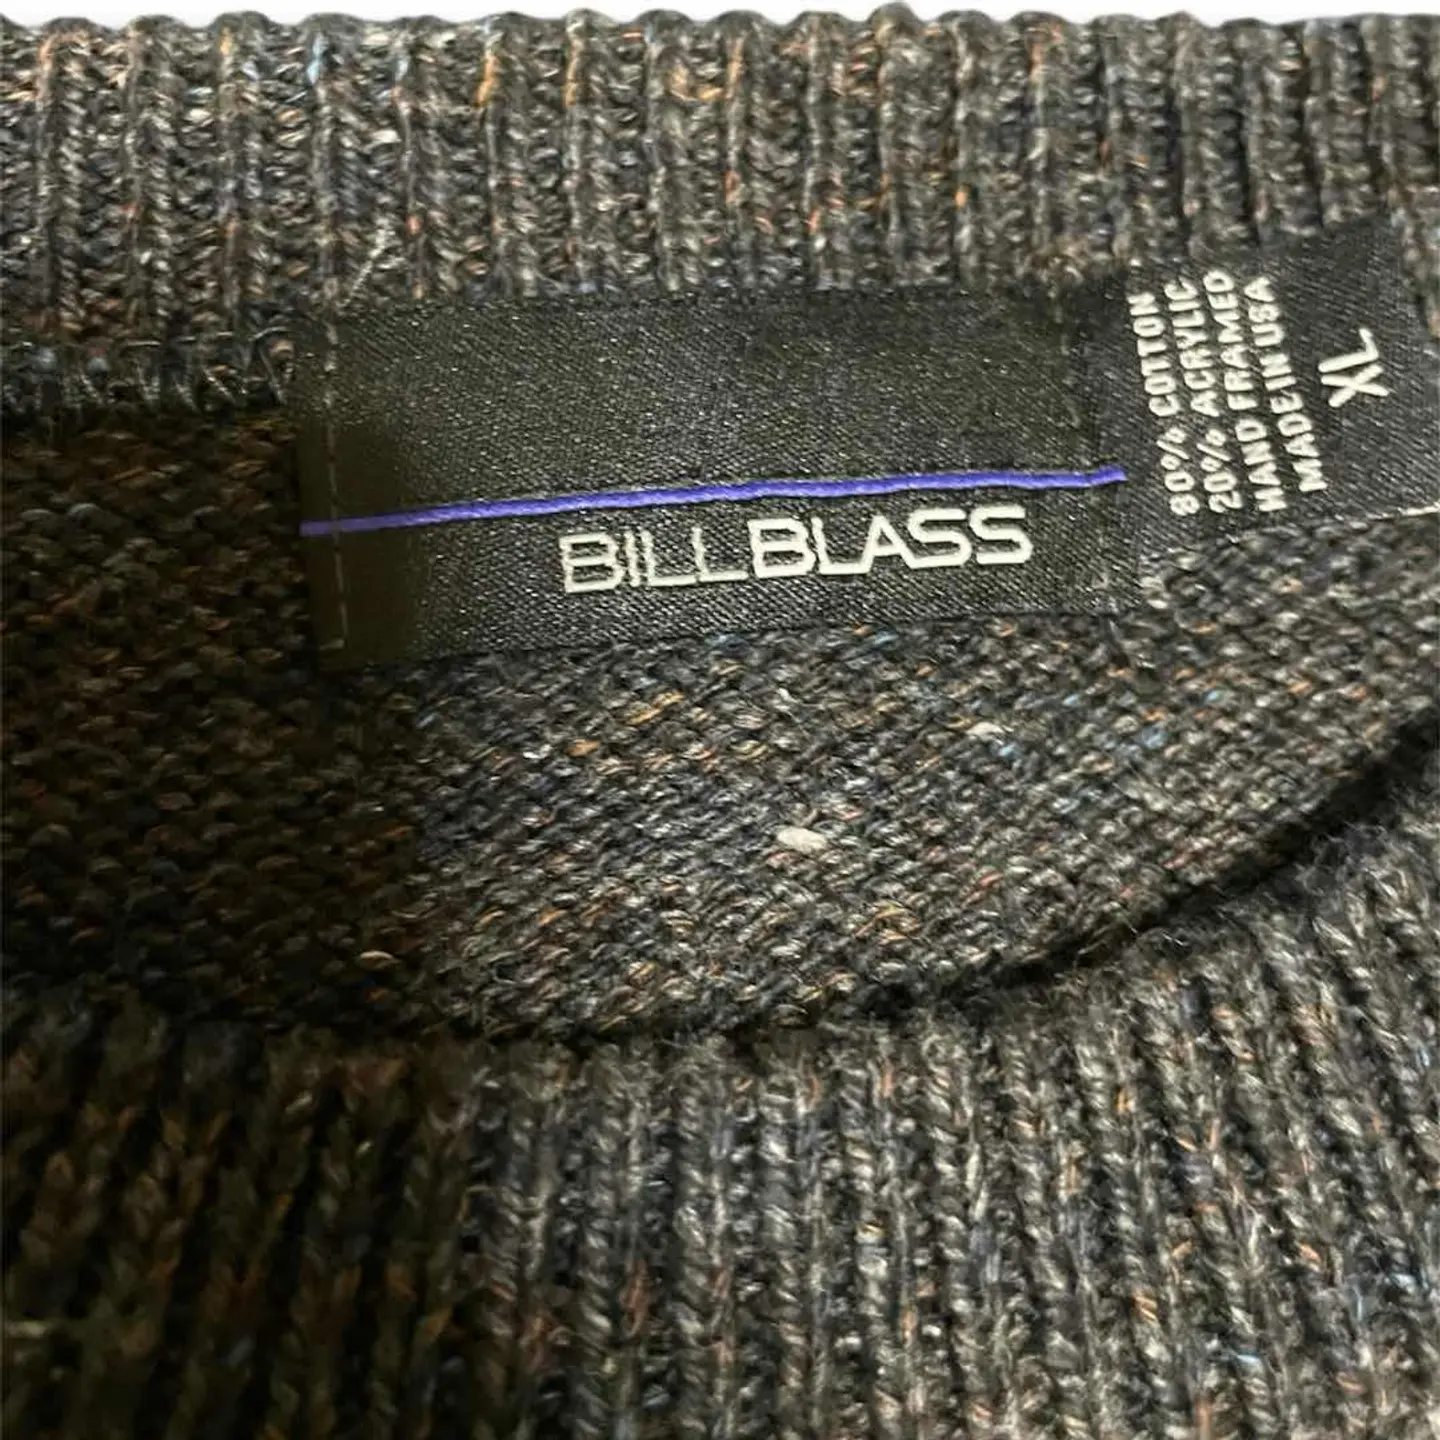 BILLBLASS
80% COTTON
20% ACRYLIC
HAND FRAMED
MADE IN USA
XL